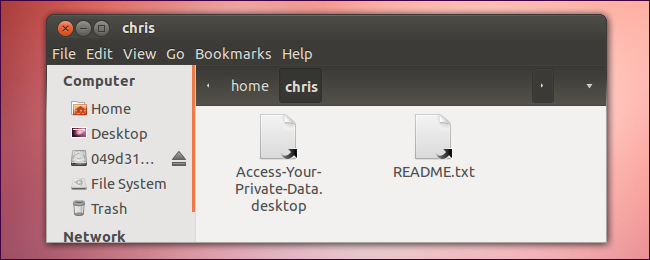 chris
File Edit View Go Bookmarks Help
Computer
Home
Desktop
049d31...
File System
Trash
Network
home chris
Access-Your-
Private-Data.
desktop
README.txt